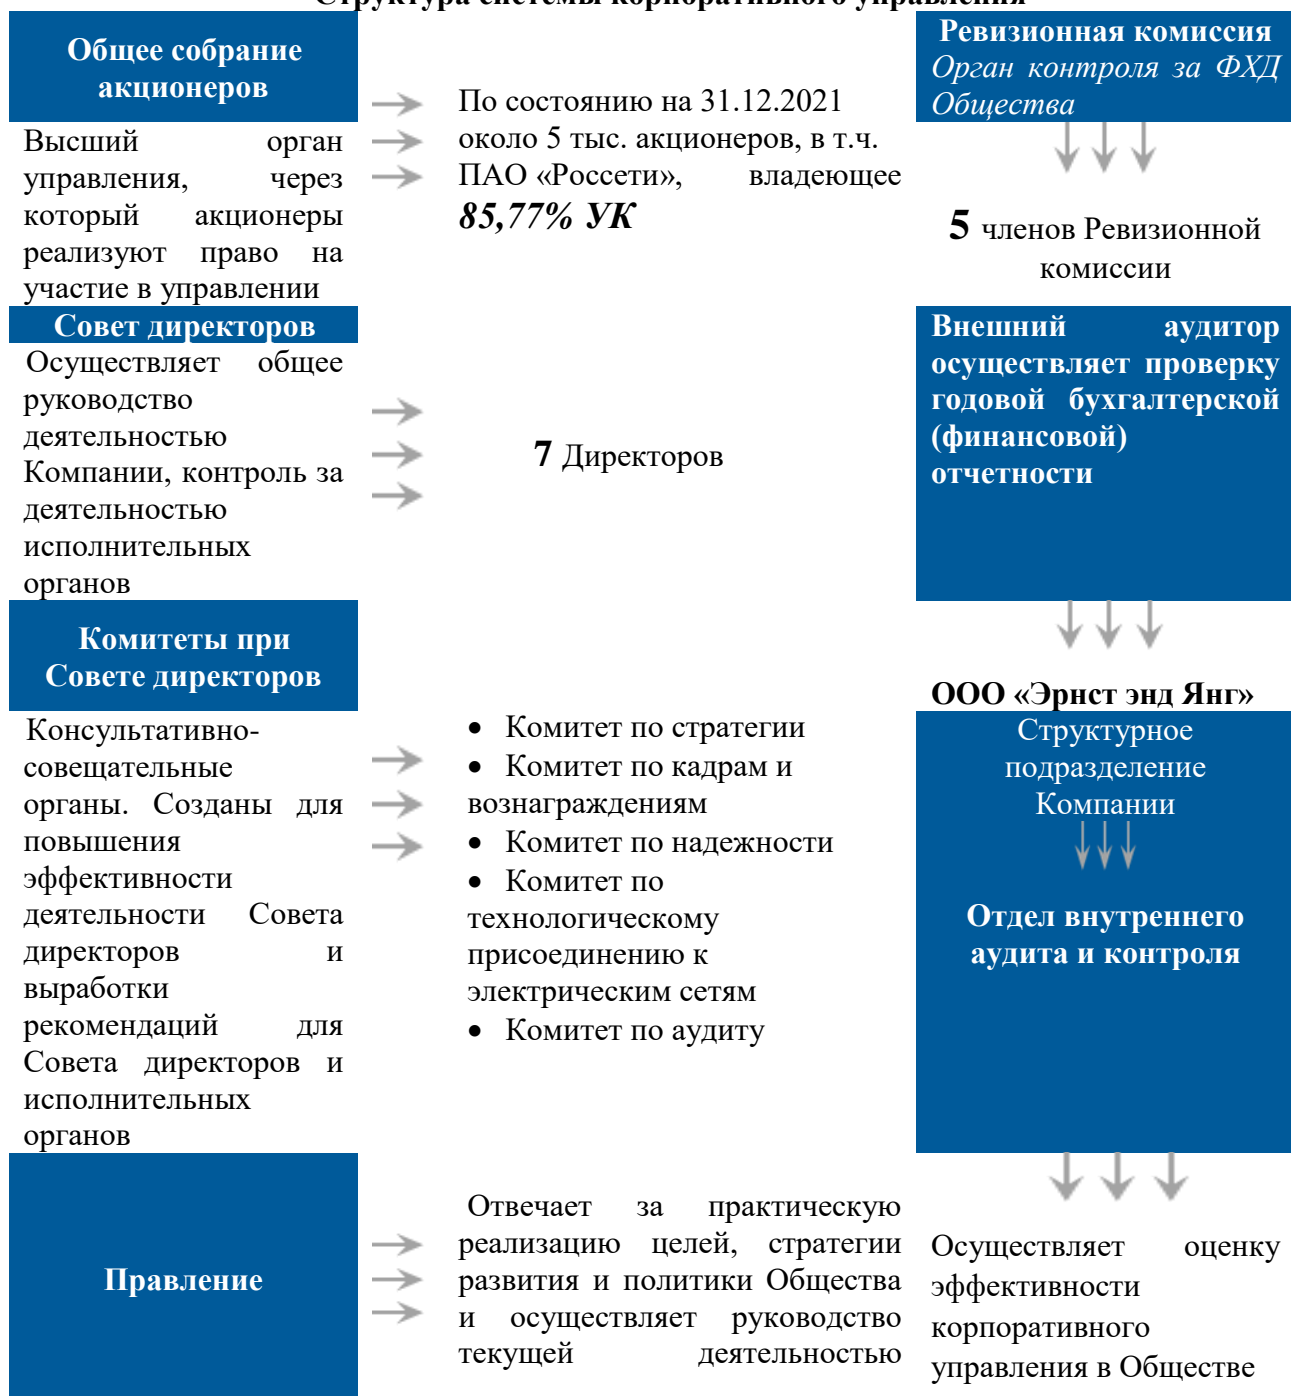 Структура системы корпоративного управления
Общее собрание
акционеров
Высший орган
управления, через
который акционеры
реализуют право на
участие в управлении
По состоянию на 31.12.2021
около 5 тыс. акционеров, в т.ч.
ПАО «Россети», владеющее
85,77% УК
Ревизионная комиссия
Орган контроля за ФХД
Общества
5 членов Ревизионной
комиссии
Совет директоров
Осуществляет общее
руководство
деятельностью
Компании, контроль за
деятельностью
исполнительных
органов
7 Директоров
Внешний аудитор
осуществляет проверку
годовой бухгалтерской
(финансовой)
отчетности
ООО «Эрнст энд Янг»
Комитеты при
Совете директоров
Консультативно-
совещательные
органы. Созданы для
повышения
эффективности
деятельности Совета
директоров и
выработки
рекомендаций для
Совета директоров и
исполнительных
органов
• Комитет по стратегии
• Комитет по кадрам и
вознаграждениям
• Комитет по надежности
• Комитет по
технологическому
присоединению к
электрическим сетям
• Комитет по аудиту
Структурное
подразделение
Компании
Отдел внутреннего
аудита и контроля
Правление
Отвечает за практическую
реализацию целей, стратегии
развития и политики Общества
и осуществляет руководство
текущей деятельностью
Осуществляет оценку
эффективности
корпоративного
управления в Обществе